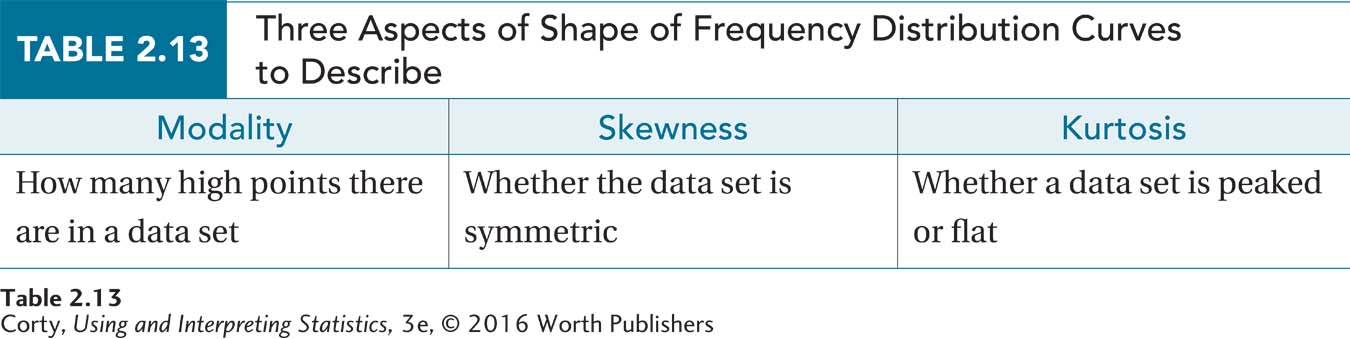 TABLE 2.13
Three Aspects of Shape of Frequency Distribution Curves
to Describe
Modality
Skewness
Kurtosis
How many high points there
are in a data set
Whether the data set is
symmetric
Whether a data set is peaked
or flat
Table 2.13
Corty, Using and Interpreting Statistics, 3e, © 2016 Worth Publishers